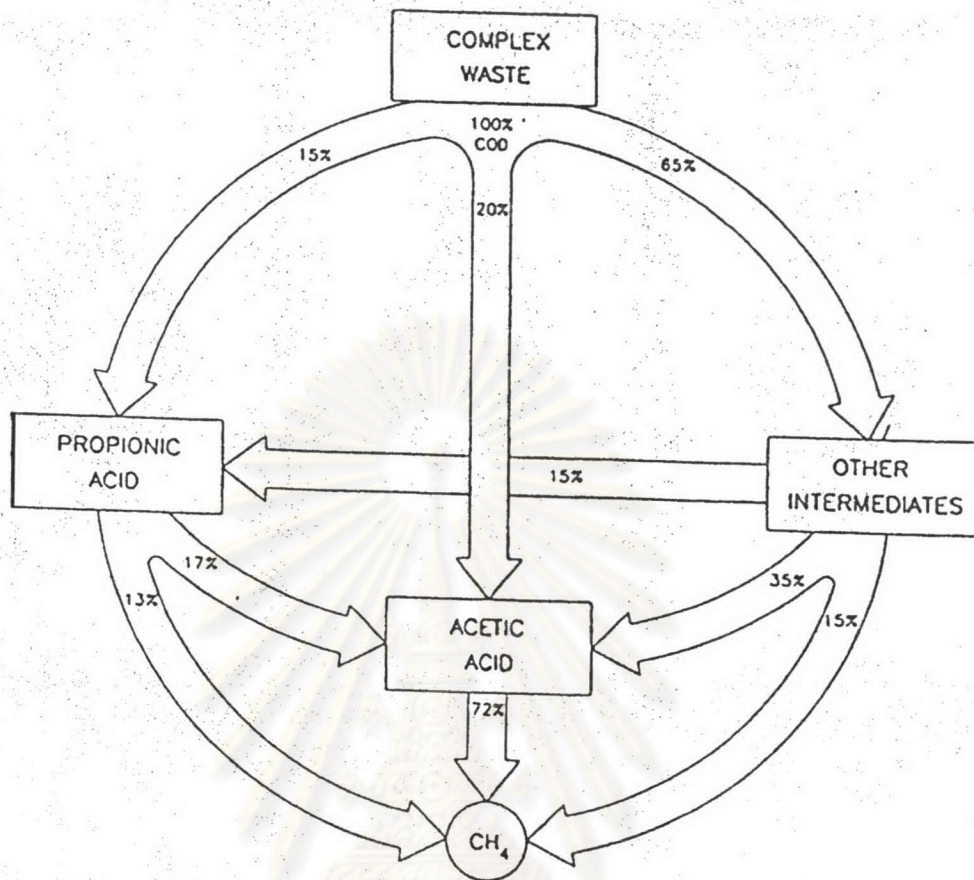 COMPLEX
WASTE
100%
COD
15%
65%
20%
PROPIONIC
ACID
15%
OTHER
INTERMEDIATES
17%
13%
35%
15%
ACETIC
ACID
72%
CH₄